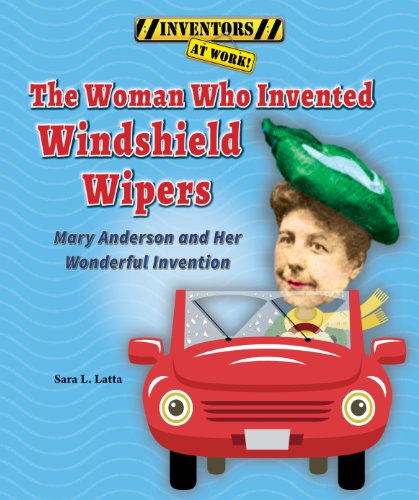 INVENTORS
AT WORK!
The Woman Who Invented
Windshield
Wipers
Mary Anderson and Her
Wonderful Invention
Sara L. Latta